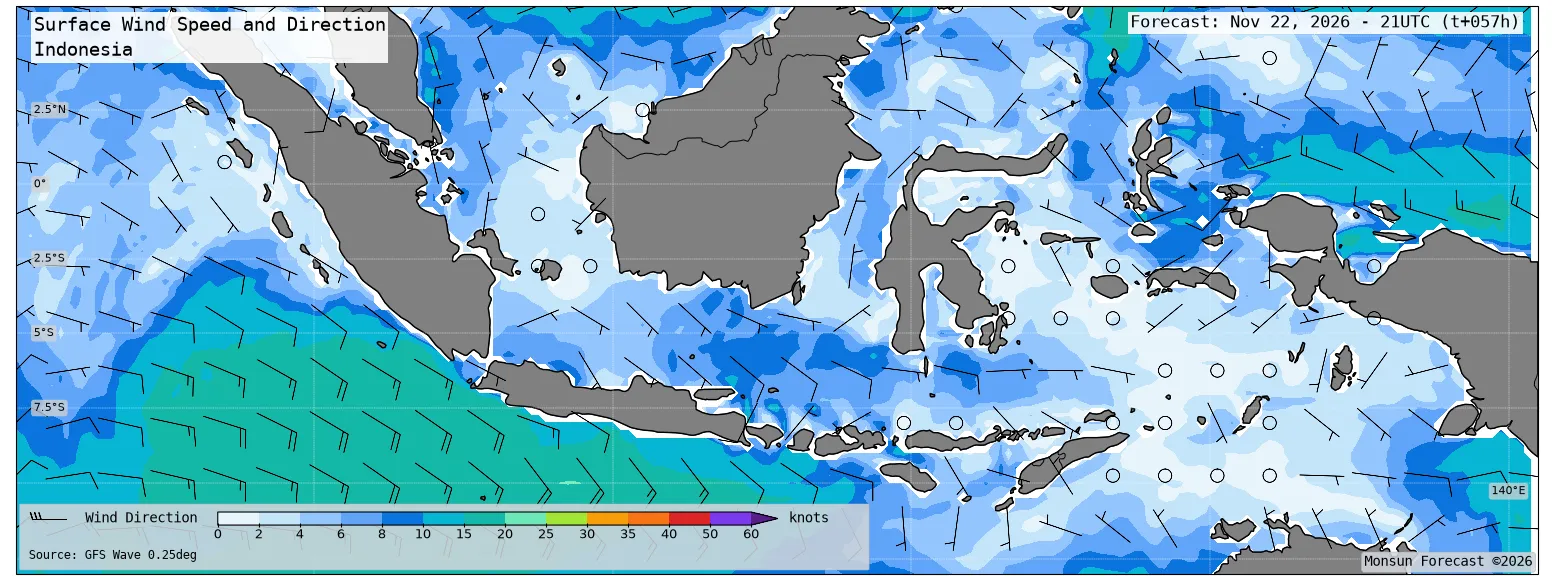 Surface Wind Speed and Direction
Indonesia
Forecast: Nov 22, 2026 - 21UTC (t+057h)
2.5°N
0°
2.5°S
5°S
7.5°S
140°E
Wind Direction
0 2 4 6 8 10 15 20 25 30 35 40 50 60
knots
Source: GFS Wave 0.25deg
Monsun Forecast ©2026